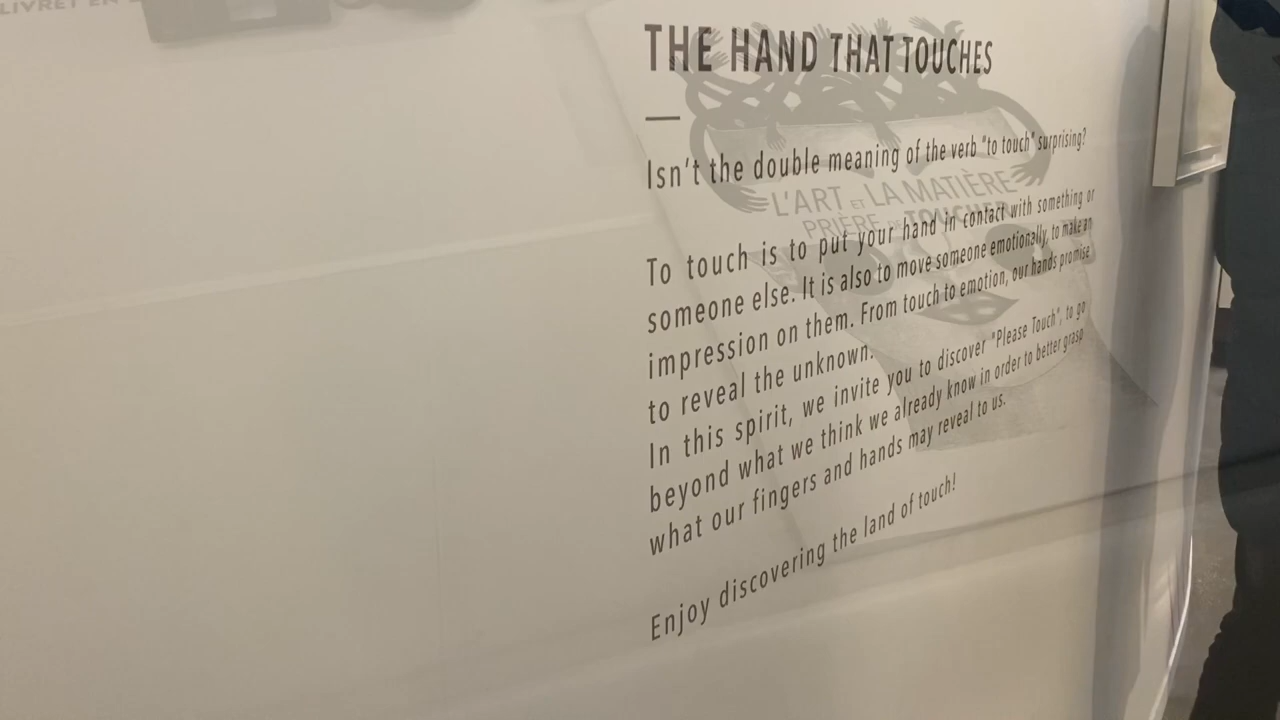 LIVRET EN
THE HAND THAT TOUCHES
Isn't the double meaning of the verb "to touch" surprising?
L'ART ET LA MATIÈRE
PRIÈRE DE TOUCHER
To touch is to put your hand in contact with something or
someone else. It is also to move someone emotionally, to make an
impression on them. From touch to emotion, our hands promise
to reveal the unknown.
In this spirit, we invite you to discover "Please Touch", to go
beyond what we think we already know in order to better grasp
what our fingers and hands may reveal to us.
Enjoy discovering the land of touch!